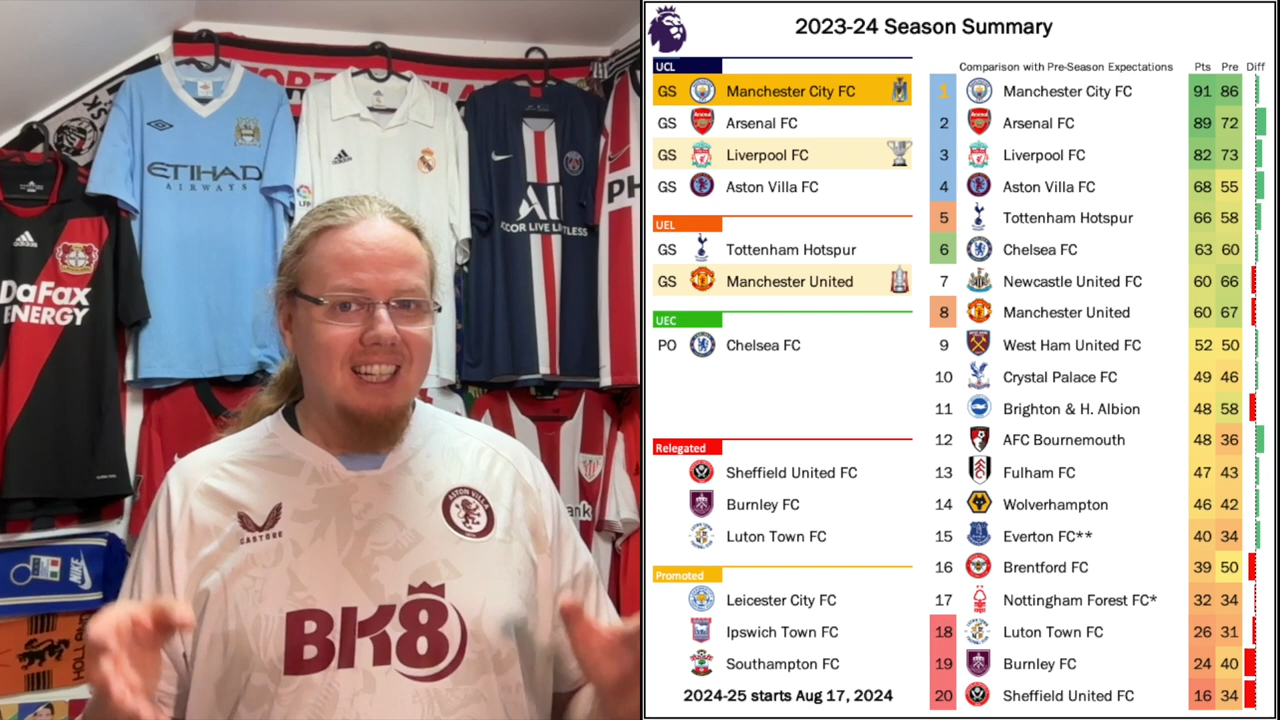 DaFax
ENERGY
adidas
ETIHAD
AIRWAYS
adidas
LFP
ALL
ACCOR LIVE LIMITLESS
PH
ank
NIKE
HOLLAND
CASTORE
ASTON VILLA
BK8
2023-24 Season Summary
UCL
GS Manchester City FC
GS Arsenal FC
GS Liverpool FC
GS Aston Villa FC
UEL
GS Tottenham Hotspur
GS Manchester United
UEC
PO Chelsea FC
Relegated
Sheffield United FC
Burnley FC
Luton Town FC
Promoted
Leicester City FC
Ipswich Town FC
Southampton FC
2024-25 starts Aug 17, 2024
Comparison with Pre-Season Expectations Pts Pre Diff
1 Manchester City FC 91 86
2 Arsenal FC 89 72
3 Liverpool FC 82 73
4 Aston Villa FC 68 55
5 Tottenham Hotspur 66 58
6 Chelsea FC 63 60
7 Newcastle United FC 60 66
8 Manchester United 60 67
9 West Ham United FC 52 50
10 Crystal Palace FC 49 46
11 Brighton & H. Albion 48 58
12 AFC Bournemouth 48 36
13 Fulham FC 47 43
14 Wolverhampton 46 42
15 Everton FC** 40 34
16 Brentford FC 39 50
17 Nottingham Forest FC* 32 34
18 Luton Town FC 26 31
19 Burnley FC 24 40
20 Sheffield United FC 16 34